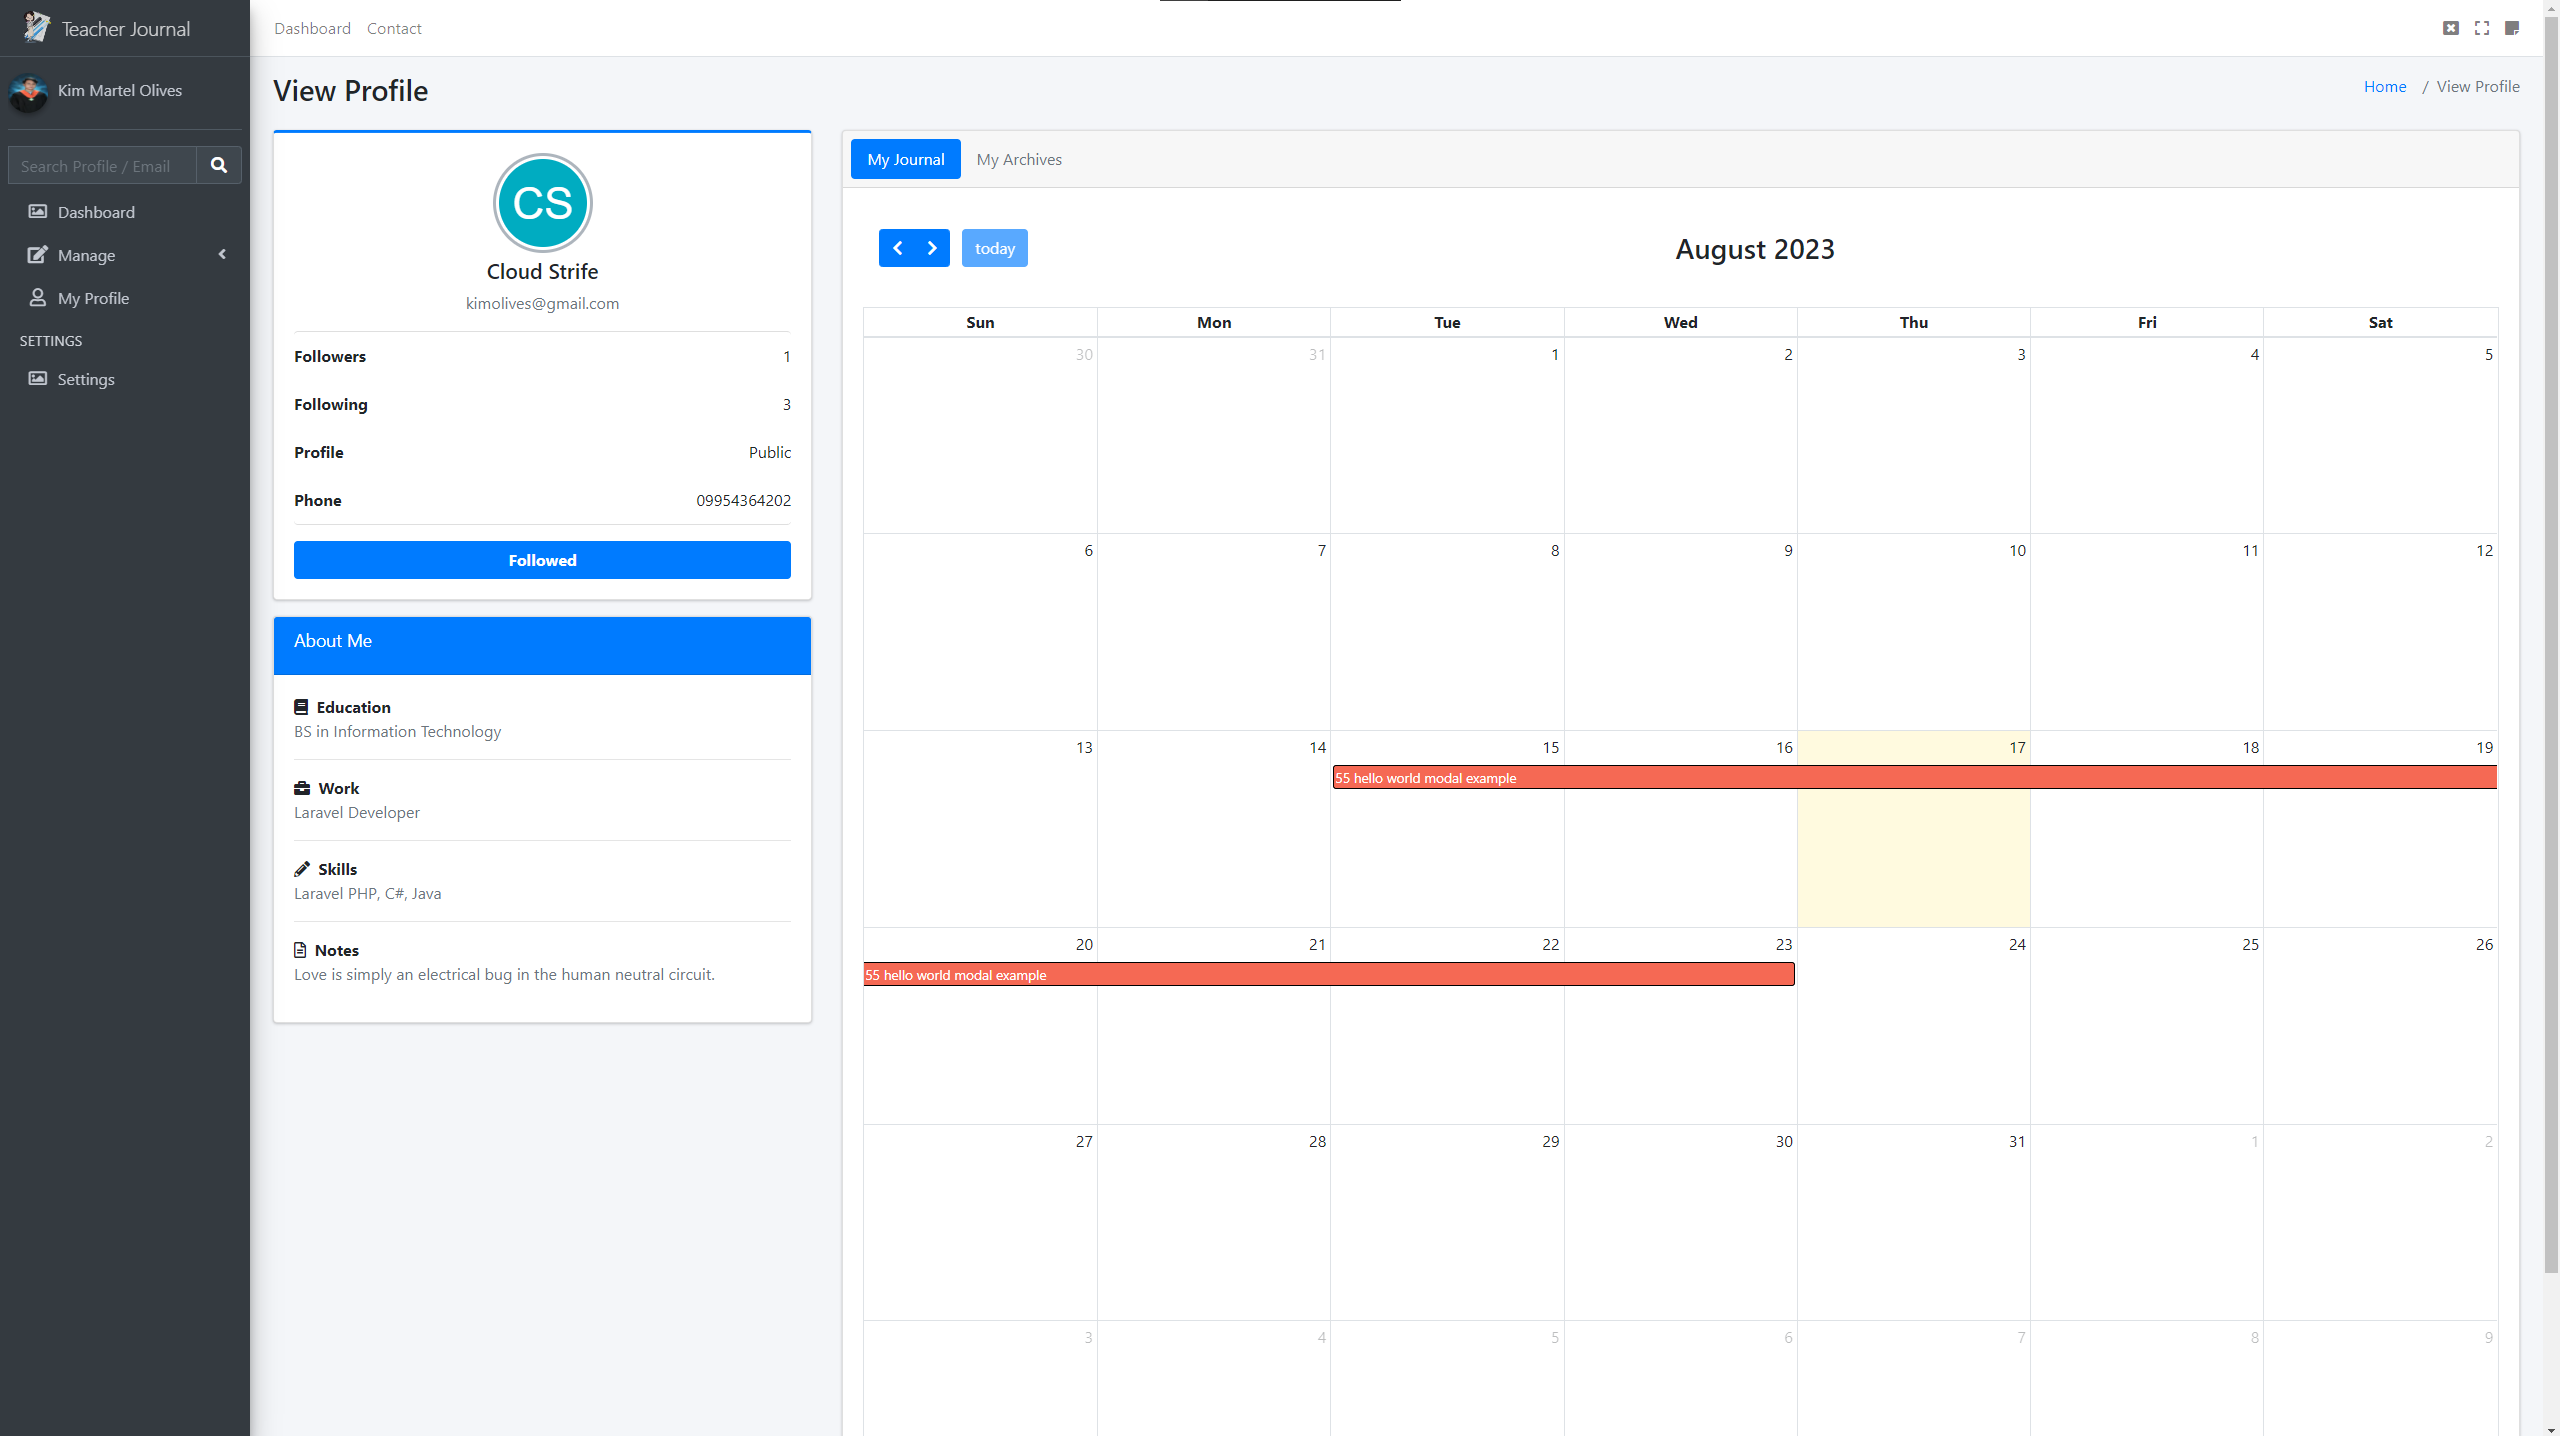 Teacher Journal
Dashboard Contact
Kim Martel Olives
Search Profile / Email
Dashboard
Manage
My Profile
SETTINGS
Settings
View Profile
Home / View Profile
CS
Cloud Strife
kimolives@gmail.com
Followers 1
Following 3
Profile Public
Phone 09954364202
Followed
About Me
Education
BS in Information Technology
Work
Laravel Developer
Skills
Laravel PHP, C#, Java
Notes
Love is simply an electrical bug in the human neutral circuit.
My Journal My Archives
today August 2023
Sun Mon Tue Wed Thu Fri Sat
30 31 1 2 3 4 5
6 7 8 9 10 11 12
13 14 15 16 17 18 19
55 hello world modal example
20 21 22 23 24 25 26
55 hello world modal example
27 28 29 30 31 1 2
3 4 5 6 7 8 9